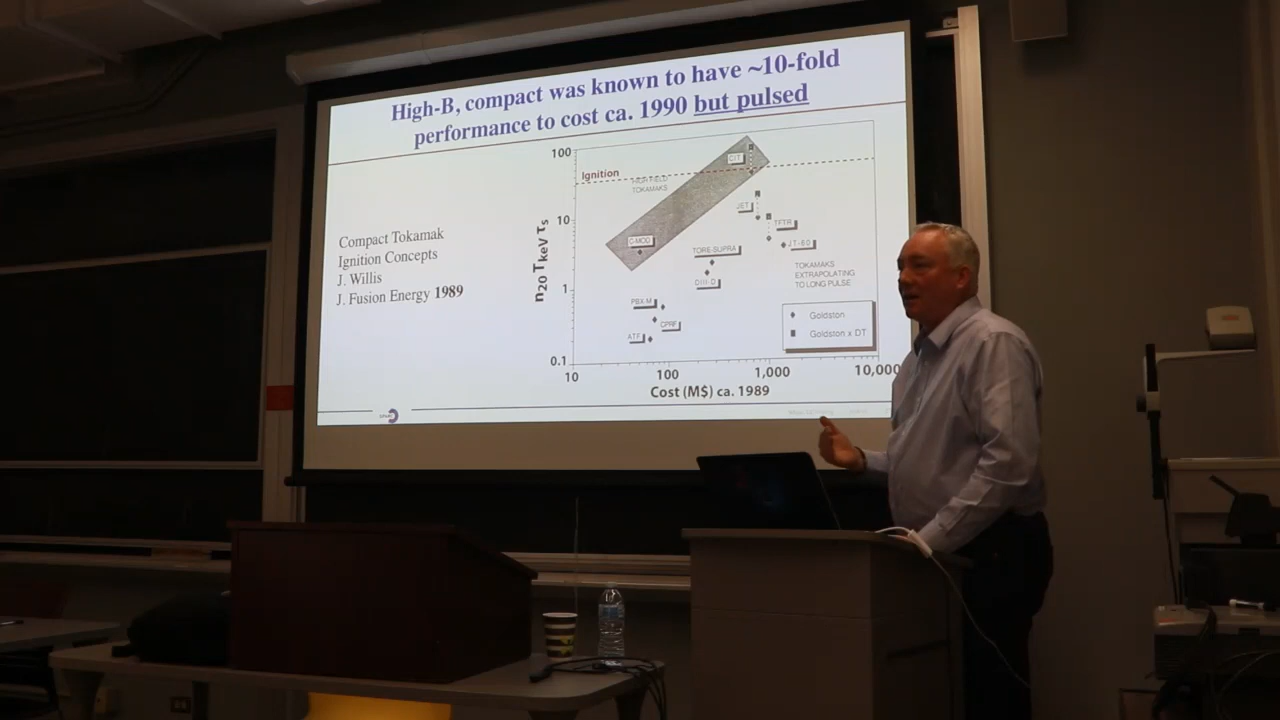 High-B, compact was known to have ~10-fold
performance to cost ca. 1990 but pulsed
Compact Tokamak
Ignition Concepts
J. Willis
J. Fusion Energy 1989
n20 TkeV τs
100
10
1
0.1
Ignition
HIGH FIELD
TOKAMAKS
CIT
C-MOD
JET
TFTR
JT-60
TORE-SUPRA
DIII-D
TOKAMAKS
EXTRAPOLATING
TO LONG PULSE
PBX-M
CPRF
ATF
Goldston
Goldston x DT
10
100
1,000
10,000
Cost (M$) ca. 1989